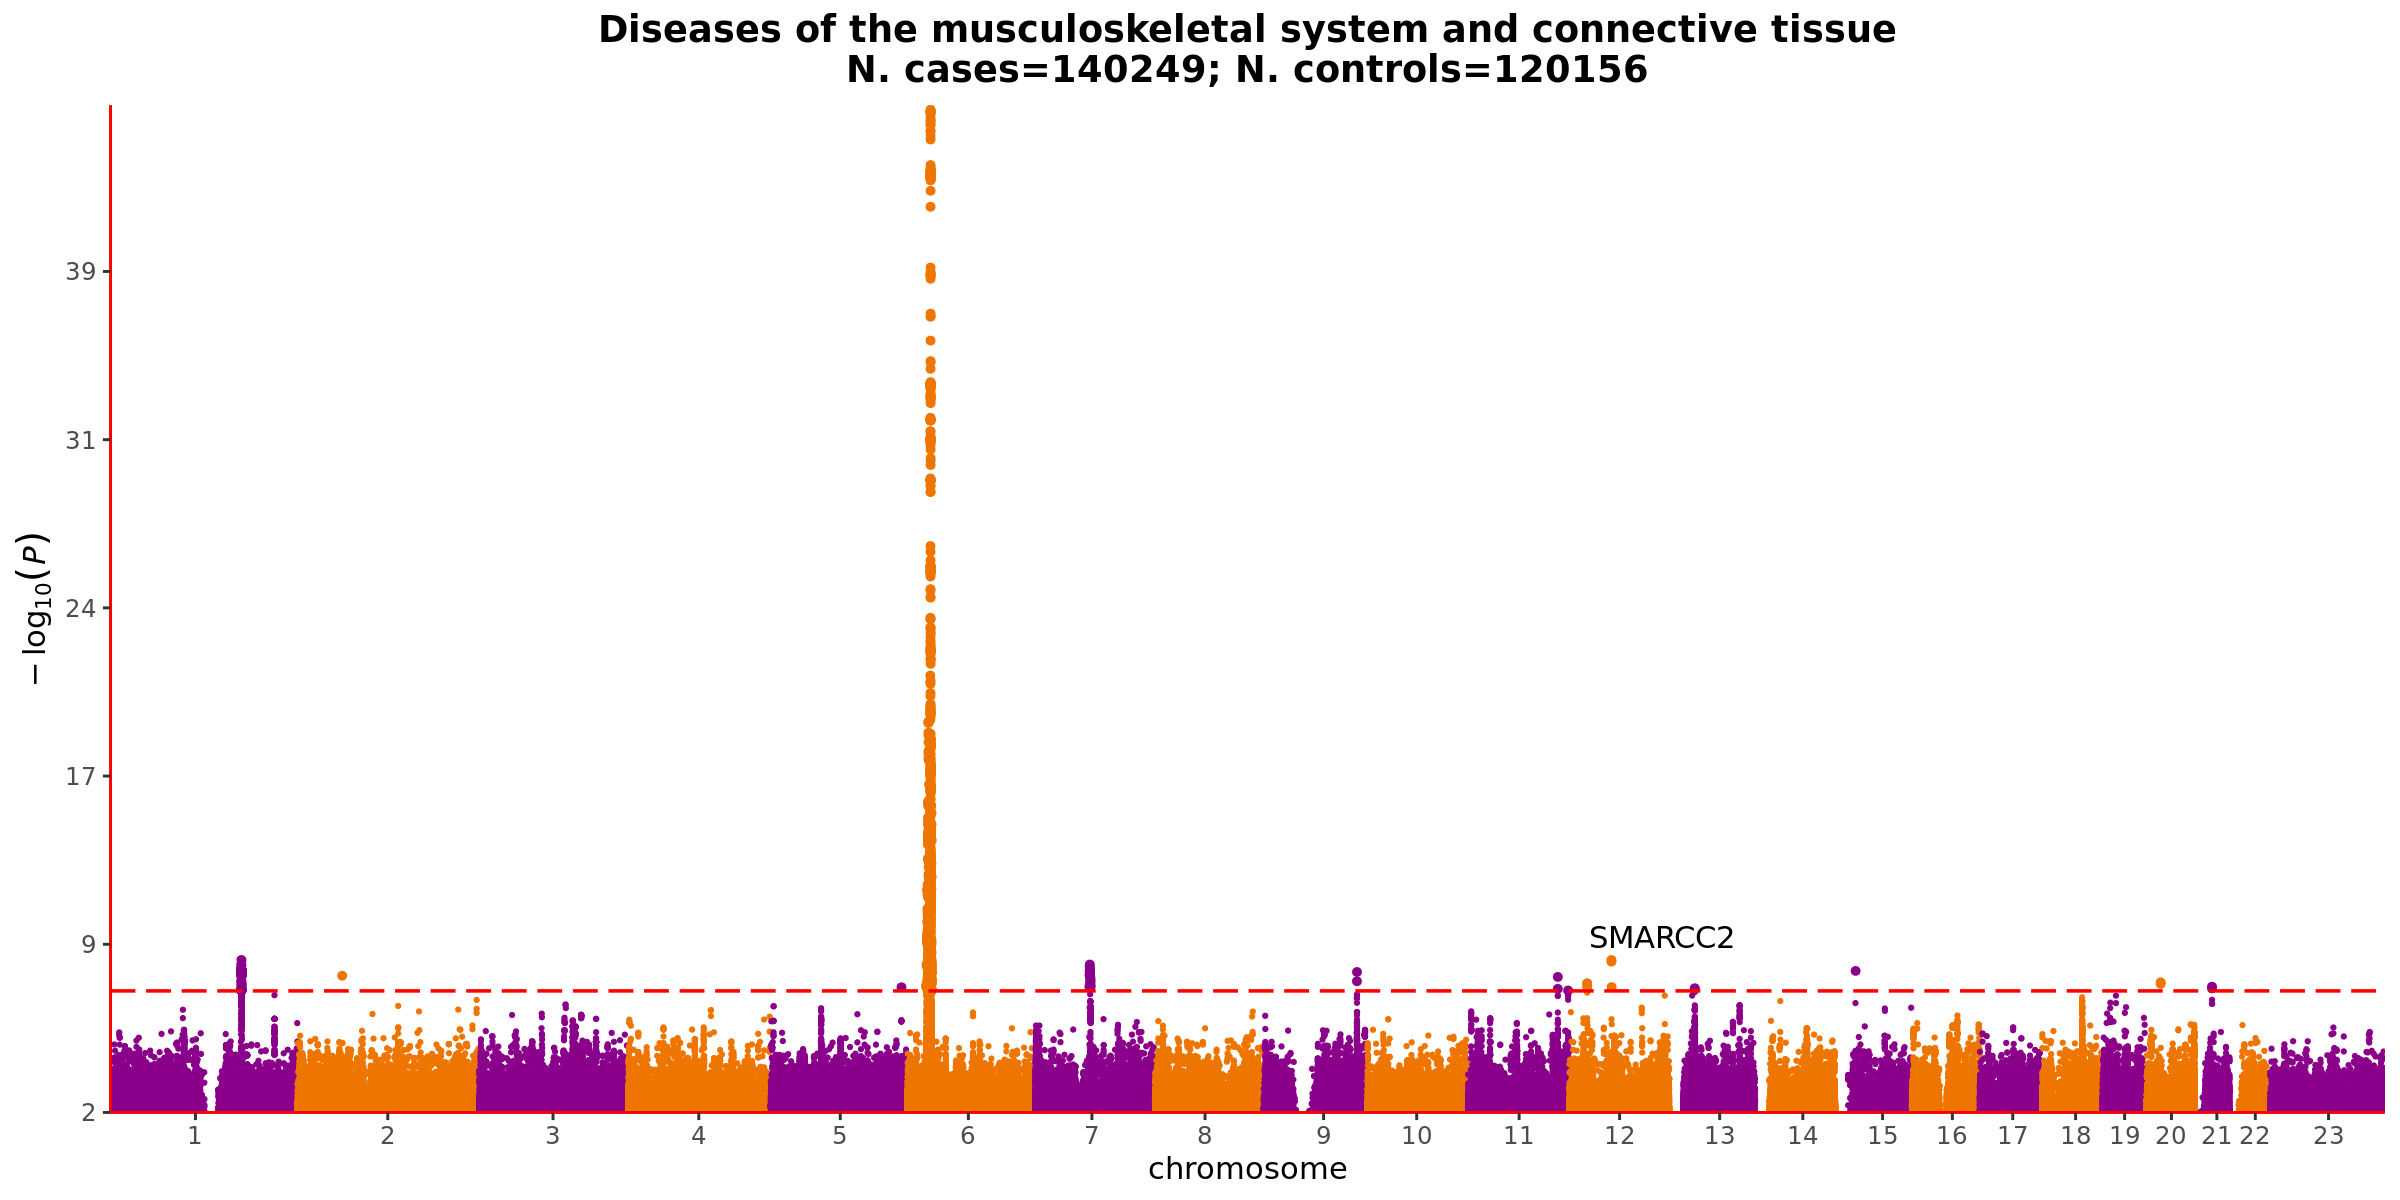 Diseases of the musculoskeletal system and connective tissue
N. cases=140249; N. controls=120156
39
31
24
17
9
2
−log₁₀(P)
SMARCC2
1 2 3 4 5 6 7 8 9 10 11 12 13 14 15 16 17 18 19 20 21 22 23
chromosome